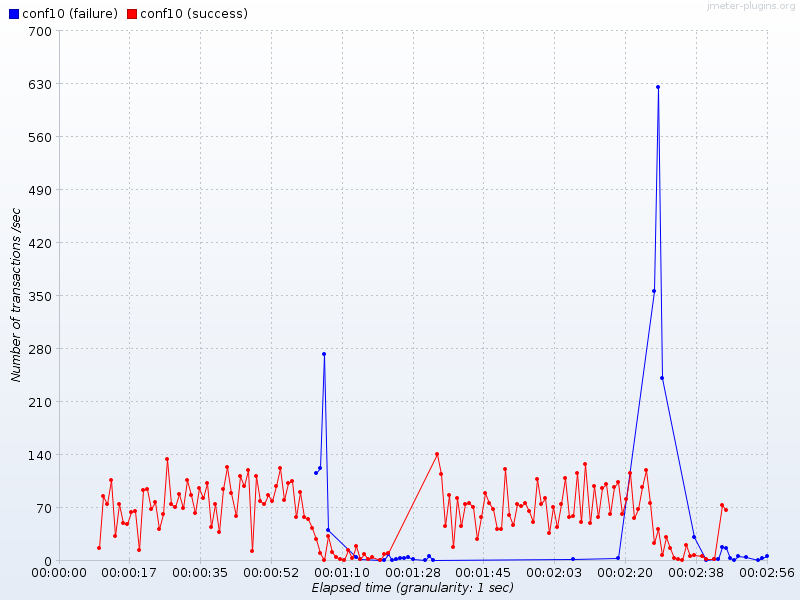 conf10 (failure) conf10 (success)
jmeter-plugins.org
700
630
560
490
420
350
280
210
140
70
0
Number of transactions /sec
00:00:00 00:00:17 00:00:35 00:00:52 00:01:10 00:01:28 00:01:45 00:02:03 00:02:20 00:02:38 00:02:56
Elapsed time (granularity: 1 sec)